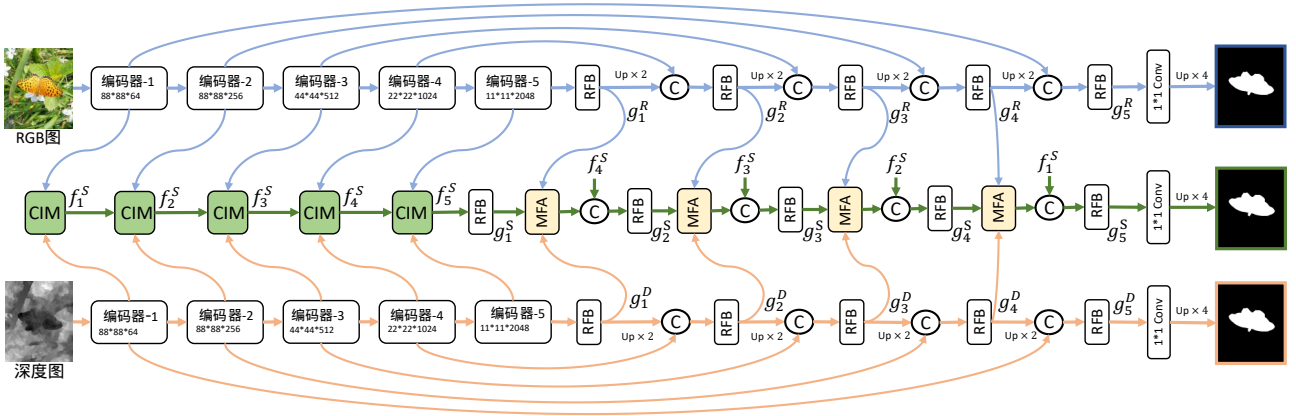 编码器-1
88*88*64
编码器-2
88*88*256
编码器-3
44*44*512
编码器-4
22*22*1024
编码器-5
11*11*2048
RFB
Up × 2
C
RFB
Up × 2
C
RFB
Up × 2
C
RFB
Up × 2
C
RFB
1*1 Conv
Up × 4
RGB图
g₁ᴿ
g₂ᴿ
g₃ᴿ
g₄ᴿ
g₅ᴿ
f₄ˢ
f₃ˢ
f₂ˢ
f₁ˢ
CIM
f₁ˢ
CIM
f₂ˢ
CIM
f₃ˢ
CIM
f₄ˢ
CIM
f₅ˢ
RFB
g₁ˢ
MFA
C
RFB
g₂ˢ
MFA
C
RFB
g₃ˢ
MFA
C
RFB
g₄ˢ
MFA
C
RFB
g₅ˢ
1*1 Conv
Up × 4
g₁ᴰ
g₂ᴰ
g₃ᴰ
g₄ᴰ
g₅ᴰ
编码器-1
88*88*64
编码器-2
88*88*256
编码器-3
44*44*512
编码器-4
22*22*1024
编码器-5
11*11*2048
RFB
Up × 2
C
RFB
Up × 2
C
RFB
Up × 2
C
RFB
Up × 2
C
RFB
1*1 Conv
Up × 4
深度图